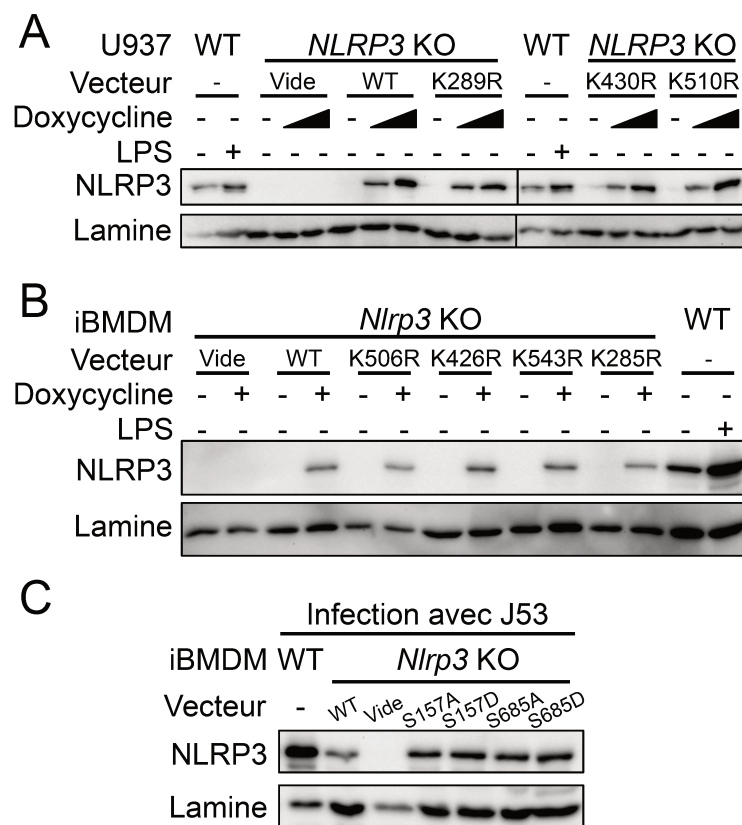 A
U937 WT NLRP3 KO WT NLRP3 KO
Vecteur - Vide WT K289R - K430R K510R
Doxycycline - - - - - - - - -
LPS - + - - - - - - - - - - + - - - - - -
NLRP3
Lamine
B
iBMDM Nlrp3 KO WT
Vecteur Vide WT K506R K426R K543R K285R -
Doxycycline - + - + - + - + - + - + - -
LPS - - - - - - - - - - - - - +
NLRP3
Lamine
C
Infection avec J53
iBMDM WT Nlrp3 KO
Vecteur - WT Vide S157A S157D S685A S685D
NLRP3
Lamine